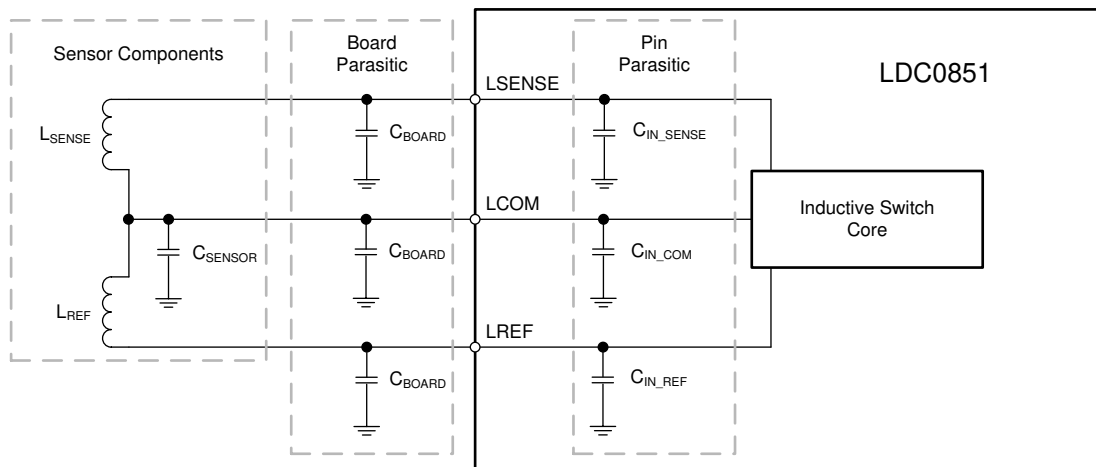 Sensor Components
Board
Parasitic
Pin
Parasitic
LDC0851
LSENSE
LSENSE
CBOARD
CIN_SENSE
LCOM
Inductive Switch
Core
CSENSOR
CBOARD
CIN_COM
LREF
LREF
CBOARD
CIN_REF